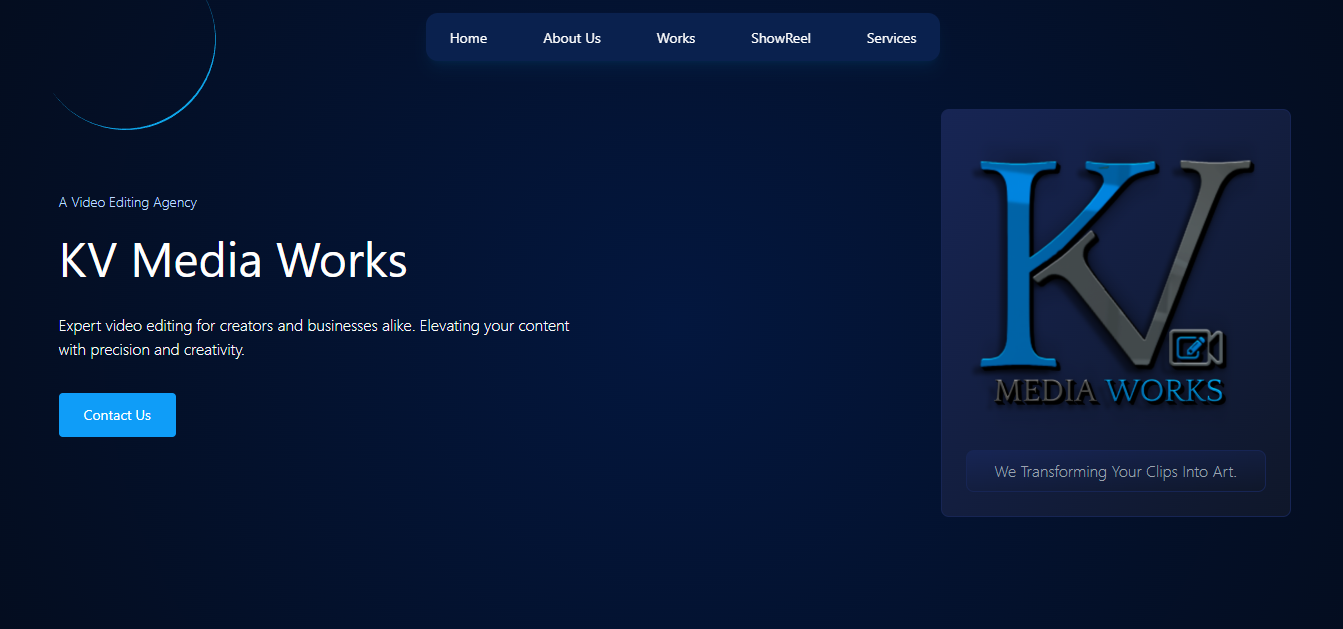 Home About Us Works ShowReel Services
A Video Editing Agency
KV Media Works
Expert video editing for creators and businesses alike. Elevating your content
with precision and creativity.
Contact Us
KV
MEDIA WORKS
We Transforming Your Clips Into Art.